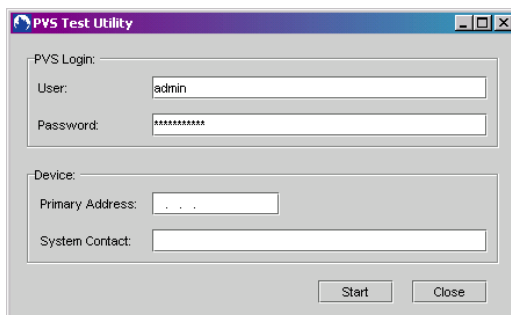 PVS Test Utility
PVS Login:
User: admin
Password: ***********
Device:
Primary Address: . . .
System Contact:
Start Close